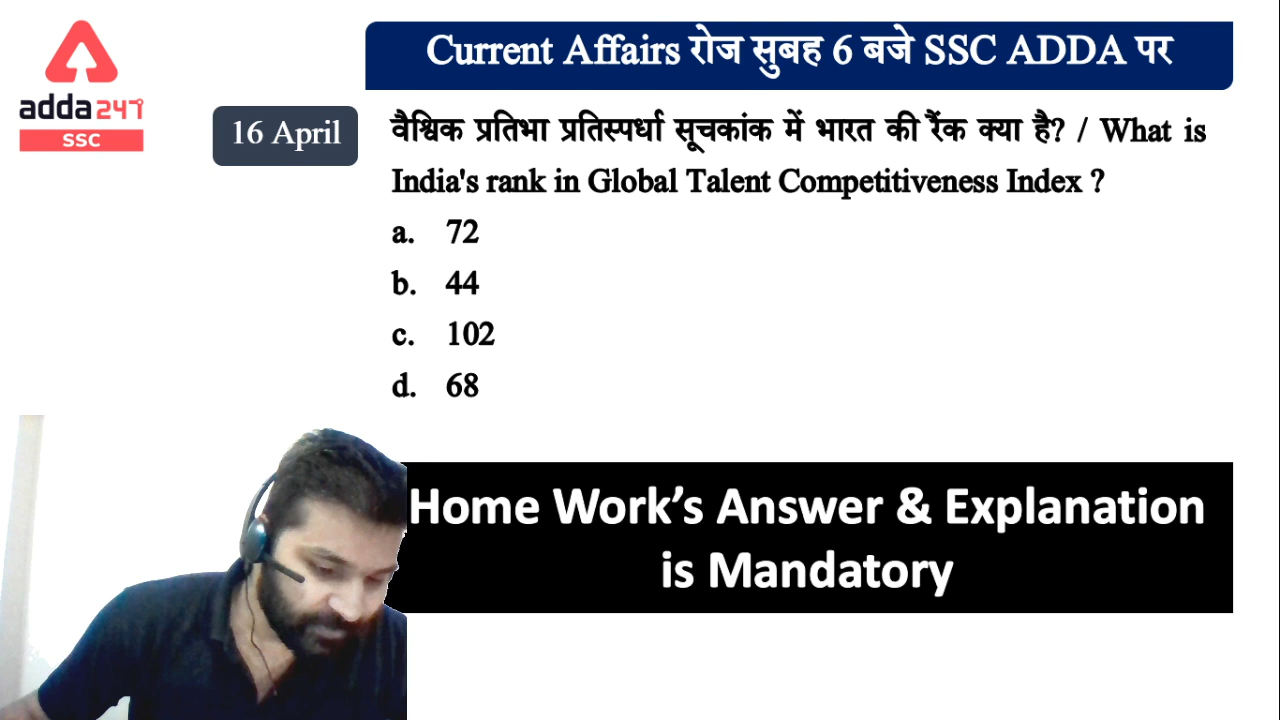 Current Affairs रोज सुबह 6 बजे SSC ADDA पर
adda247
SSC
16 April
वैश्विक प्रतिभा प्रतिस्पर्धा सूचकांक में भारत की रैंक क्या है? / What is
India's rank in Global Talent Competitiveness Index ?
a. 72
b. 44
c. 102
d. 68
Home Work’s Answer & Explanation
is Mandatory